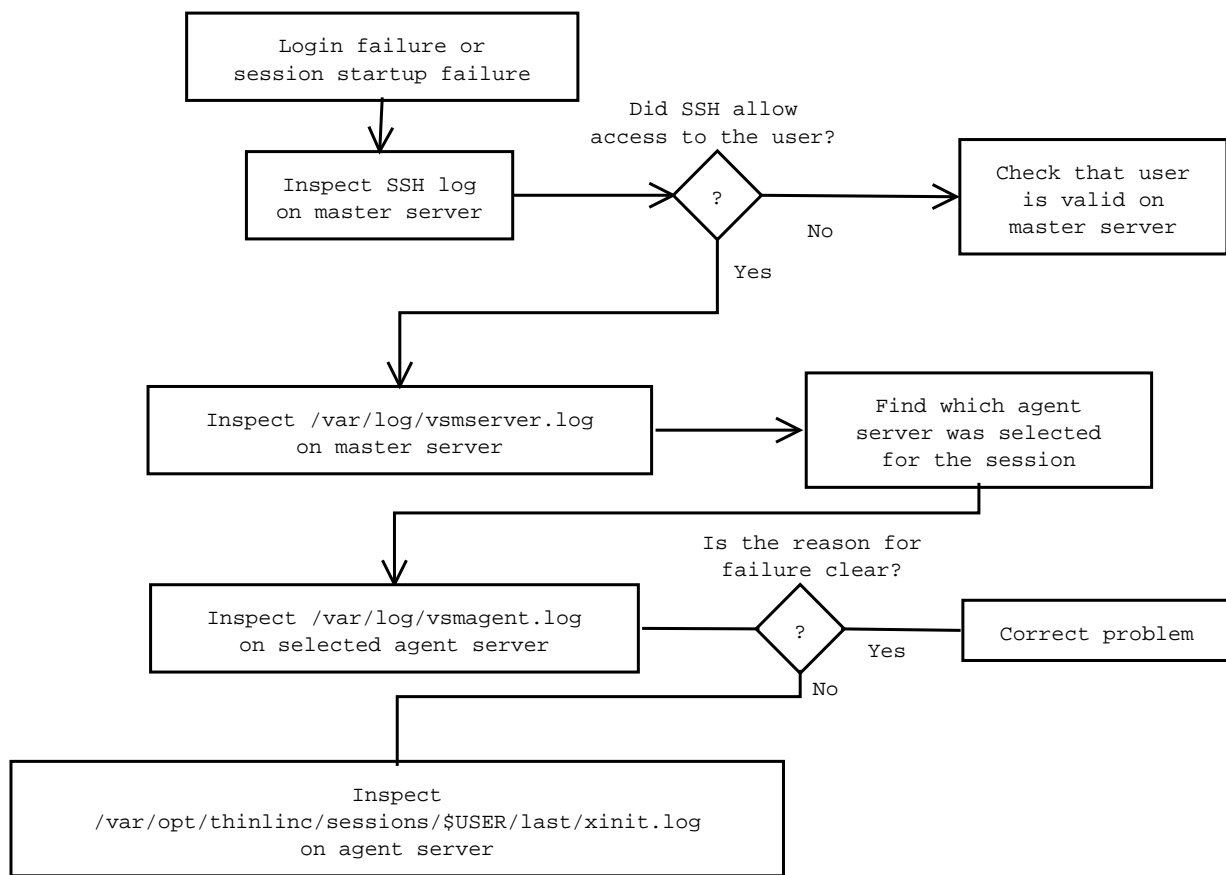 Login failure or
session startup failure
Did SSH allow
access to the user?
Inspect SSH log
on master server
?
No
Yes
Check that user
is valid on
master server
Inspect /var/log/vsmserver.log
on master server
Find which agent
server was selected
for the session
Is the reason for
failure clear?
Inspect /var/log/vsmagent.log
on selected agent server
?
Yes
No
Correct problem
Inspect
/var/opt/thinlinc/sessions/$USER/last/xinit.log
on agent server